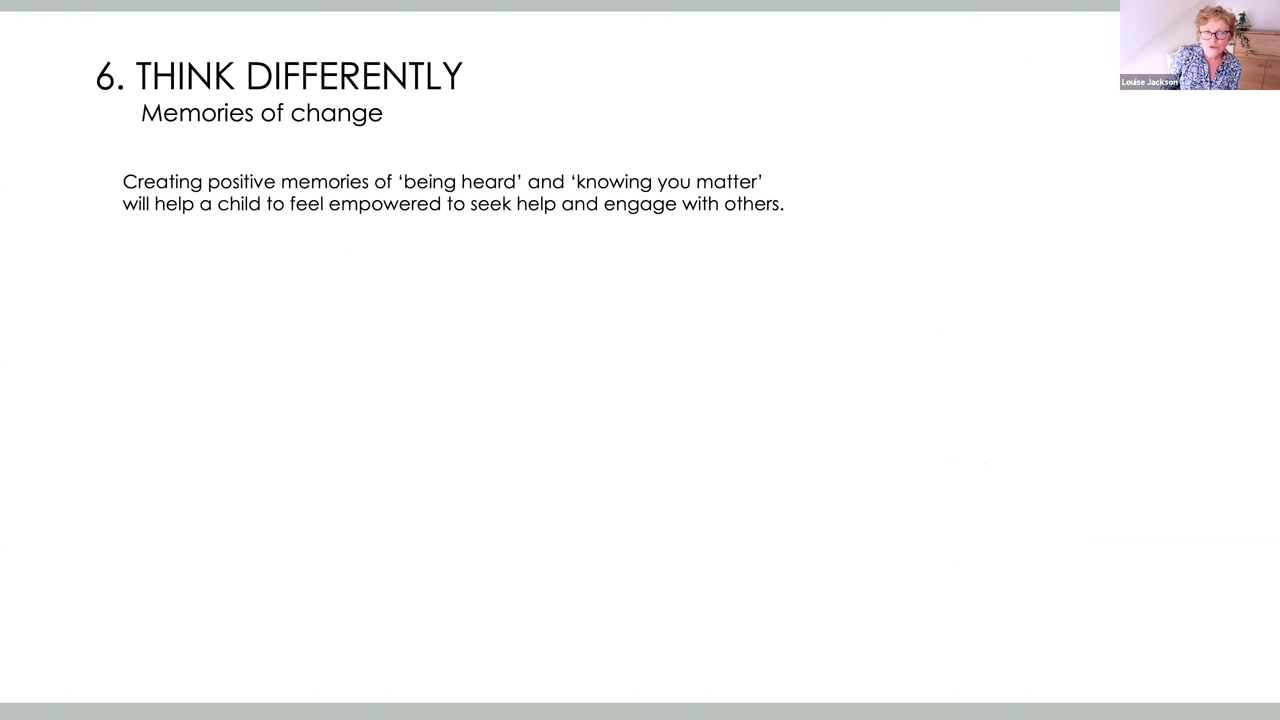 6. THINK DIFFERENTLY
Memories of change
Creating positive memories of ‘being heard’ and ‘knowing you matter’
will help a child to feel empowered to seek help and engage with others.
Louise Jackson